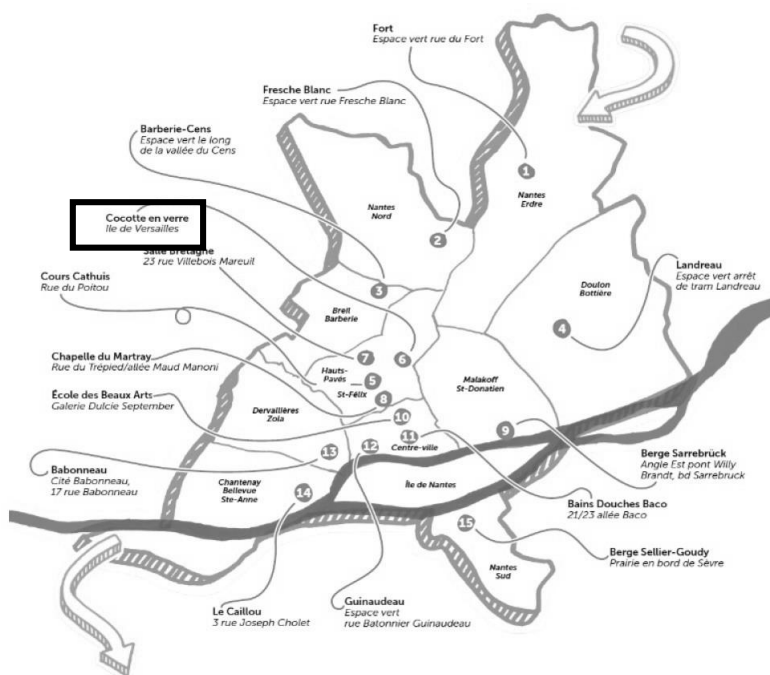 Fort
Espace vert rue du Fort
Fresche Blanc
Espace vert rue Fresche Blanc
Barberie-Cens
Espace vert le long
de la vallée du Cens
Cocotte en verre
Ile de Versailles
Salle Bretagne
23 rue Villebois Mareuil
Cours Cathuis
Rue du Poitou
Chapelle du Martray
Rue du Trépied/allée Maud Manoni
École des Beaux Arts
Galerie Dulcie September
Babonneau
Cité Babonneau,
17 rue Babonneau
Le Caillou
3 rue Joseph Cholet
Guinaudeau
Espace vert
rue Batonnier Guinaudeau
Landreau
Espace vert arrêt
de tram Landreau
Berge Sarrebrück
Angle Est pont Willy
Brandt, bd Sarrebruck
Bains Douches Baco
21/23 allée Baco
Berge Sellier-Goudy
Prairie en bord de Sèvre
1
Nantes
Erdre
Nantes
Nord
2
3
Breil
Barberie
Doulon
Bottière
4
7
6
Hauts-
Pavés
5
St-Félix
8
Malakoff
St-Donatien
Dervallières
Zola
10
11
Centre-ville
9
12
13
Chantenay
Bellevue
Ste-Anne
14
Île de Nantes
15
Nantes
Sud